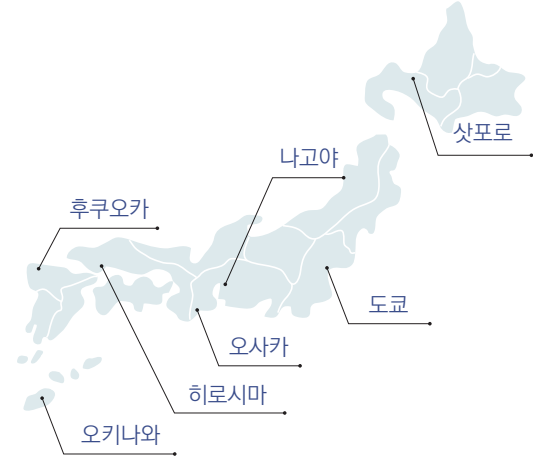 삿포로
나고야
후쿠오카
도쿄
오사카
히로시마
오키나와